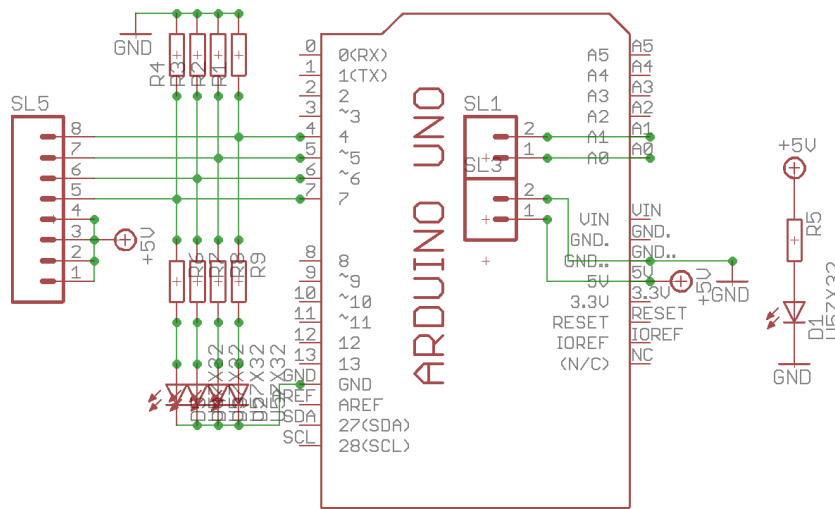 GND
R4
R3
R2
R1
SL5
8
7
6
5
4
3
2
1
+5V
R6
R7
R8
R9
ARDUINO UNO
0
1
2
3
4
5
6
7
8
9
10
11
12
13
GND
AREF
SDA
SCL
0(RX)
1(TX)
2
~3
4
~5
~6
7
8
~9
~10
~11
12
13
GND
AREF
27(SDA)
28(SCL)
SL1
2
1
SL3
2
1
A5
A4
A3
A2
A1
A0
VIN
GND.
GND..
5V
3.3V
RESET
IOREF
(N/C)
A5
A4
A3
A2
A1
A0
VIN
GND.
GND..
5V
3.3V
RESET
IOREF
NC
+5V
GND
+5V
R5
D1
U57X32
GND
U57X32